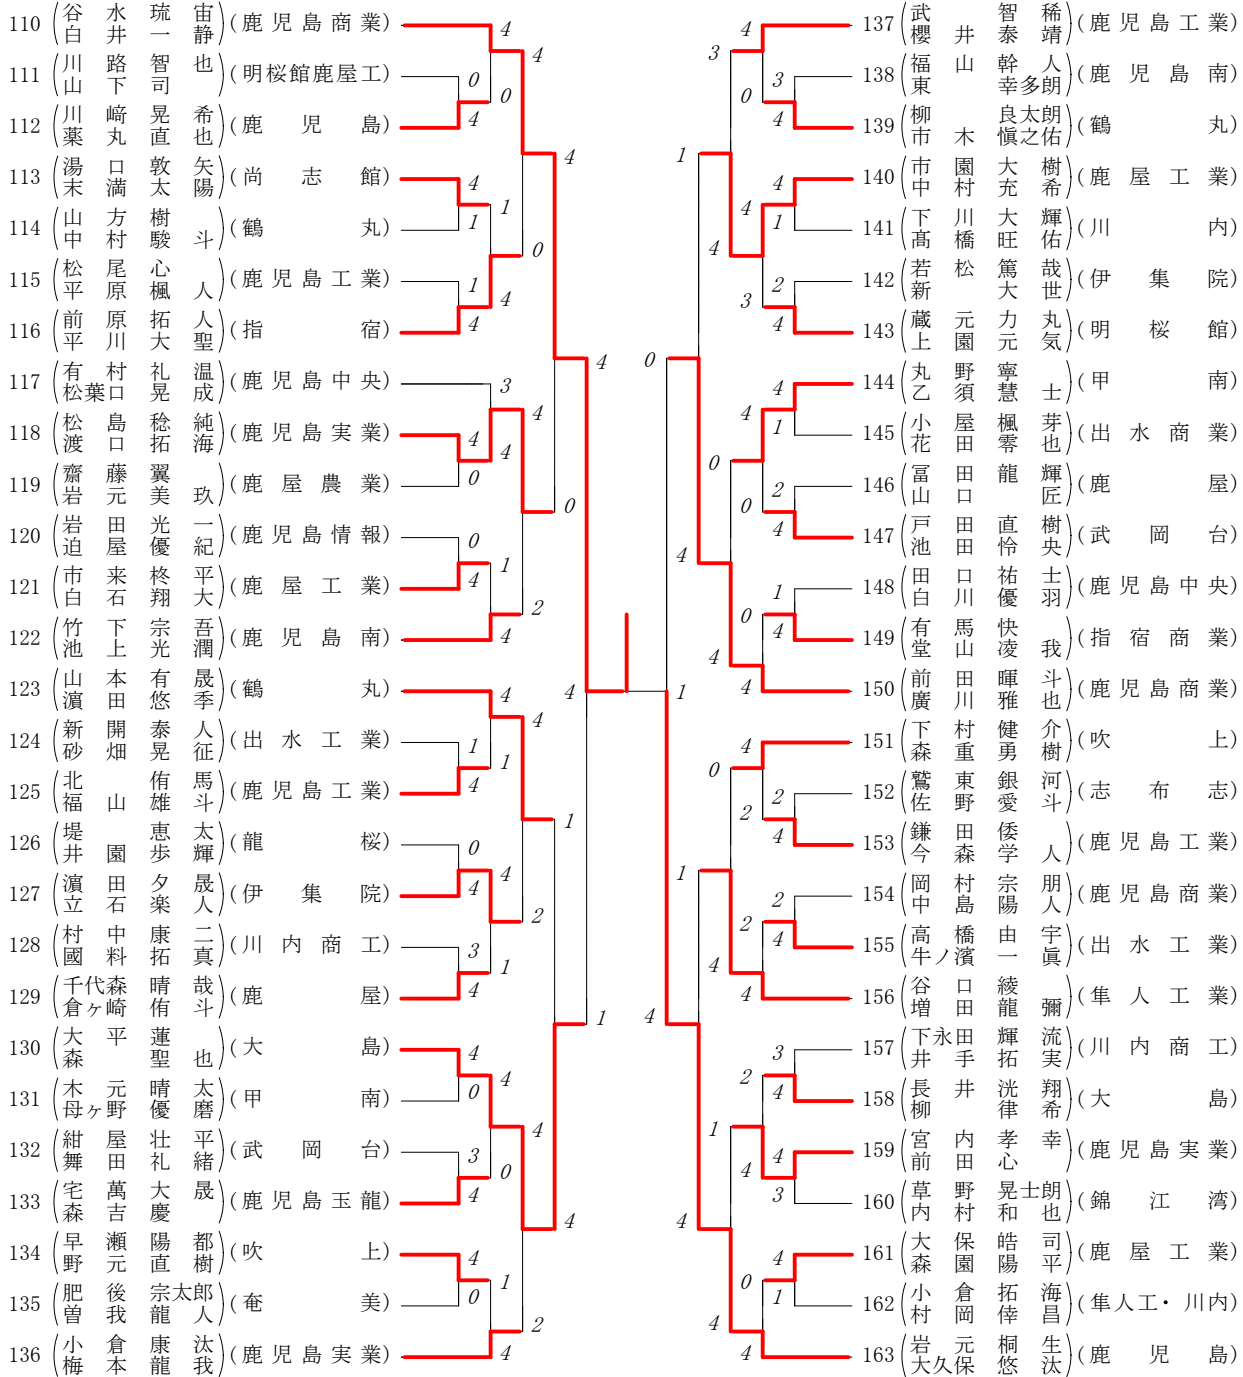 110 (谷水琉宙 白井一静) (鹿児島商業)
111 (川路智也 山下司) (明桜館鹿屋工)
112 (川﨑晃希 薬丸直也) (鹿児島)
113 (湯口敦矢 末満太陽) (尚志館)
114 (山方樹 中村駿斗) (鶴丸)
115 (松尾心 平原楓人) (鹿児島工業)
116 (前原拓人 平川大聖) (指宿)
117 (有村礼温 松葉口晃成) (鹿児島中央)
118 (松島稔純 渡口拓海) (鹿児島実業)
119 (齋藤翼 岩元美玖) (鹿屋農業)
120 (岩田光一 迫屋優紀) (鹿児島情報)
121 (市来柊平 白石翔大) (鹿屋工業)
122 (竹下宗吾 池上光潤) (鹿児島南)
123 (山本有晟 濵田悠季) (鶴丸)
124 (新開泰人 砂畑晃征) (出水工業)
125 (北侑馬 福山雄斗) (鹿児島工業)
126 (堤恵太 井園歩輝) (龍桜)
127 (濵田夕晟 立石楽人) (伊集院)
128 (村中康二 國料拓真) (川内商工)
129 (千代森晴哉 倉ヶ崎侑斗) (鹿屋)
130 (大平蓮 森聖也) (大島)
131 (木元晴太 母ヶ野優磨) (甲南)
132 (紺屋壮平 舞田礼緒) (武岡台)
133 (宅萬大晟 森吉慶) (鹿児島玉龍)
134 (早瀬陽都 野元直樹) (吹上)
135 (肥後宗太郎 曽我龍人) (奄美)
136 (小倉康汰 梅本龍我) (鹿児島実業)
4
0
4
4
1
1
4
4
0
0
4
4
1
0
4
3
4
4
0
1
4
3
4
4
0
3
4
4
0
4
4
0
1
4
3
4
1
4
4
1
4
1
4
0
1
4
4
0
4
2
1
2
4
2
4
0
1
4
4
1
4
1
0
4
1
4
4
1
0
4
4
1
4
3
0
4
3
0
4
4
0
2
2
4
2
4
0
4
4
3
4
1
2
4
4
1
2
4
1
4
4
2
4
2
4
3
4
4
3
4
1
4
137 (武智稀 櫻井泰靖) (鹿児島工業)
138 (福山幹人 東幸多朗) (鹿児島南)
139 (柳良太朗 市木愼之佑) (鶴丸)
140 (市園大樹 中村充希) (鹿屋工業)
141 (下川大輝 髙橋旺佑) (川内)
142 (若松篤哉 新大世) (伊集院)
143 (蔵元力丸 上園元気) (明桜館)
144 (丸野寧 乙須慧士) (甲南)
145 (小屋楓芽 花田零也) (出水商業)
146 (冨田龍輝 山口匠) (鹿屋)
147 (戸田直樹 池田怜央) (武岡台)
148 (田口祐士 白川優羽) (鹿児島中央)
149 (有馬快 堂山凌我) (指宿商業)
150 (前田暉斗 廣川雅也) (鹿児島商業)
151 (下村健介 森重勇樹) (吹上)
152 (鷲東銀河 佐野愛斗) (志布志)
153 (鎌田倭 今森学人) (鹿児島工業)
154 (岡村宗朋 中島陽人) (鹿児島商業)
155 (高橋由宇 牛ノ濱一眞) (出水工業)
156 (谷口綾 増田龍彌) (隼人工業)
157 (下永田輝流 井手拓実) (川内商工)
158 (長井洸翔 柳律希) (大島)
159 (宮内孝幸 前田心) (鹿児島実業)
160 (草野晃士朗 内村和也) (錦江湾)
161 (大保皓司 森園陽平) (鹿屋工業)
162 (小倉拓海 村岡倖昌) (隼人工・川内)
163 (岩元桐生 大久保悠汰) (鹿児島)